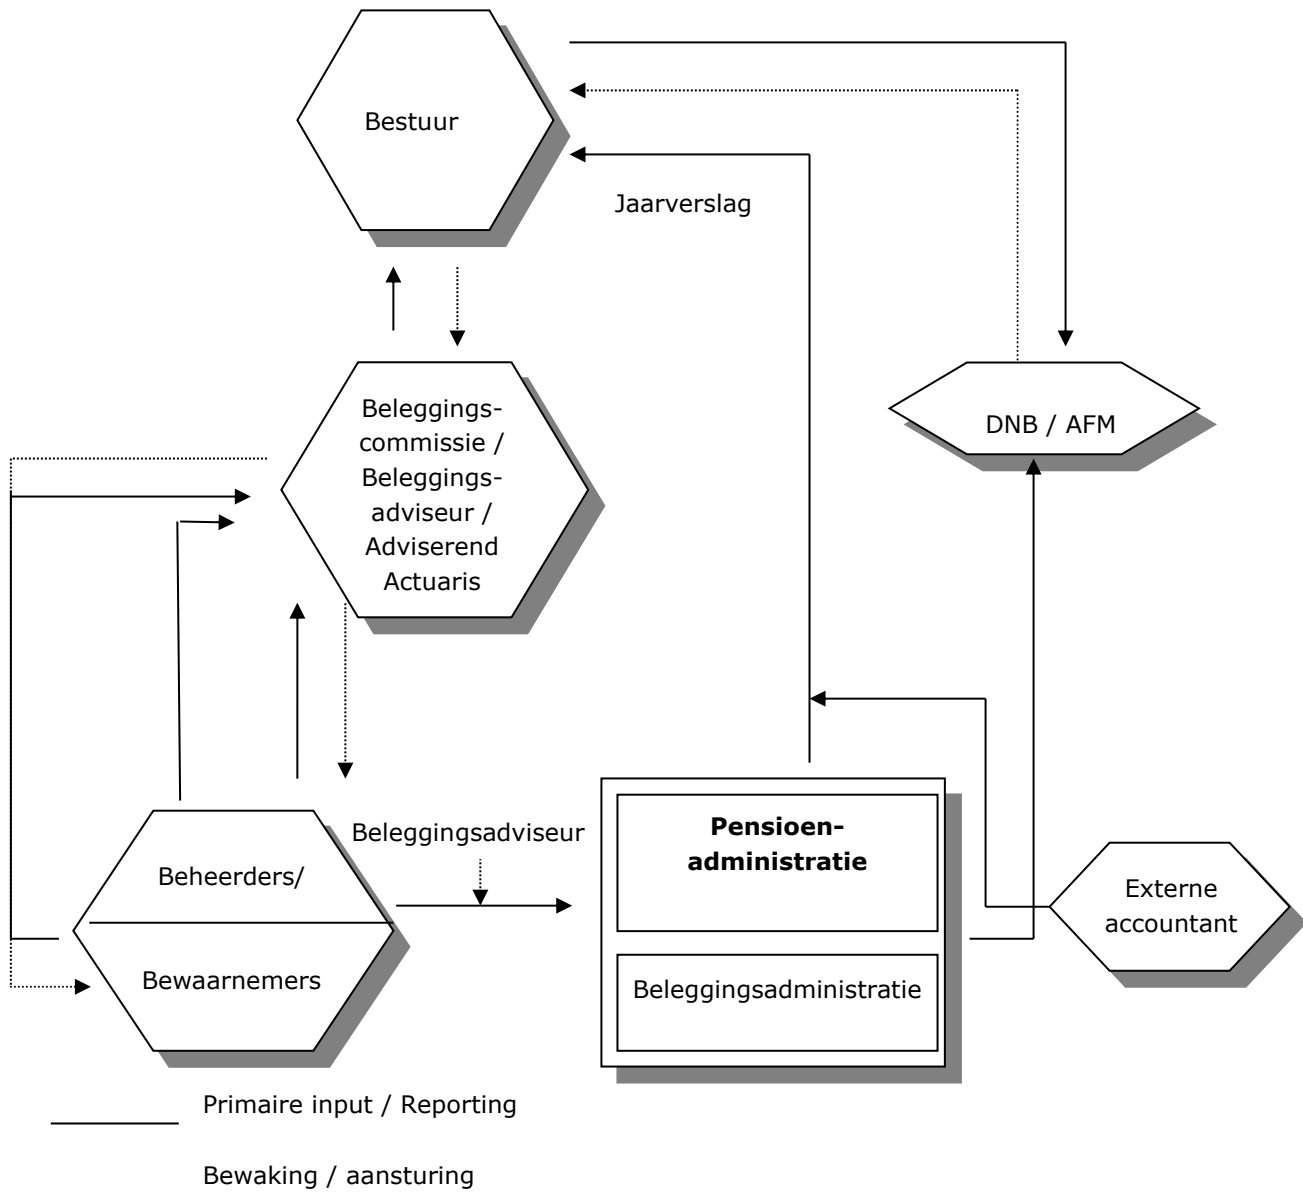 Bestuur
Jaarverslag
Beleggings-
commissie /
Beleggings-
adviseur /
Adviserend
Actuaris
DNB / AFM
Beleggingsadviseur
Pensioen-
administratie
Beheerders/
Externe
accountant
Bewaarnemers
Beleggingsadministratie
Primaire input / Reporting
Bewaking / aansturing